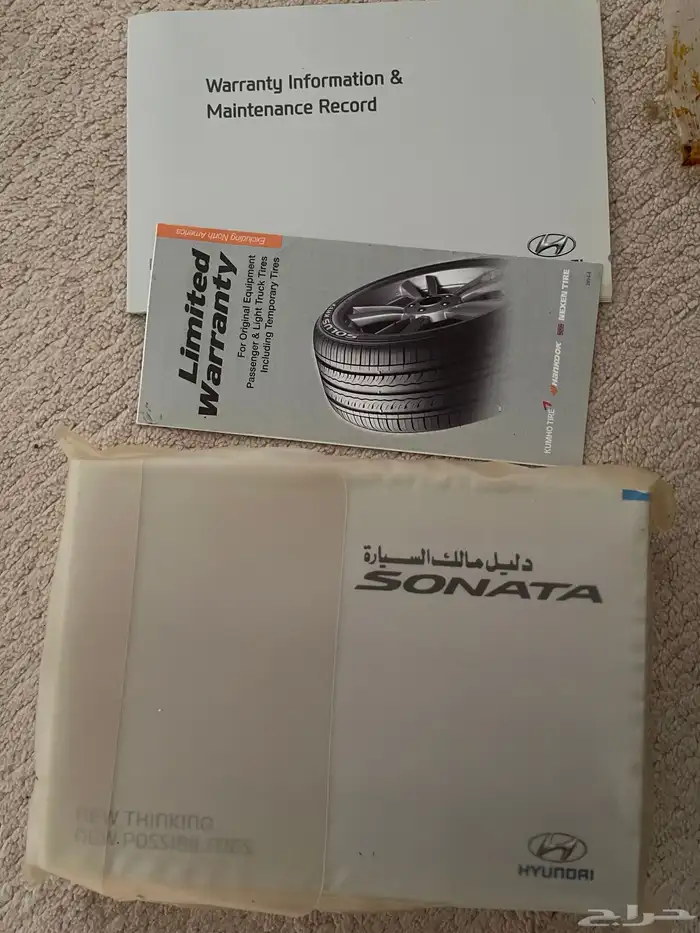 Warranty Information &
Maintenance Record
Excluding North America
Limited
Warranty
For Original Equipment
Passenger & Light Truck Tires
Including Temporary Tires
SOLUS
KUMHO TIRE
HANKOOK
NEXEN TIRE
دليل مالك السيارة
SONATA
NEW THINKING
NEW POSSIBILITIES
HYUNDAI
حراج